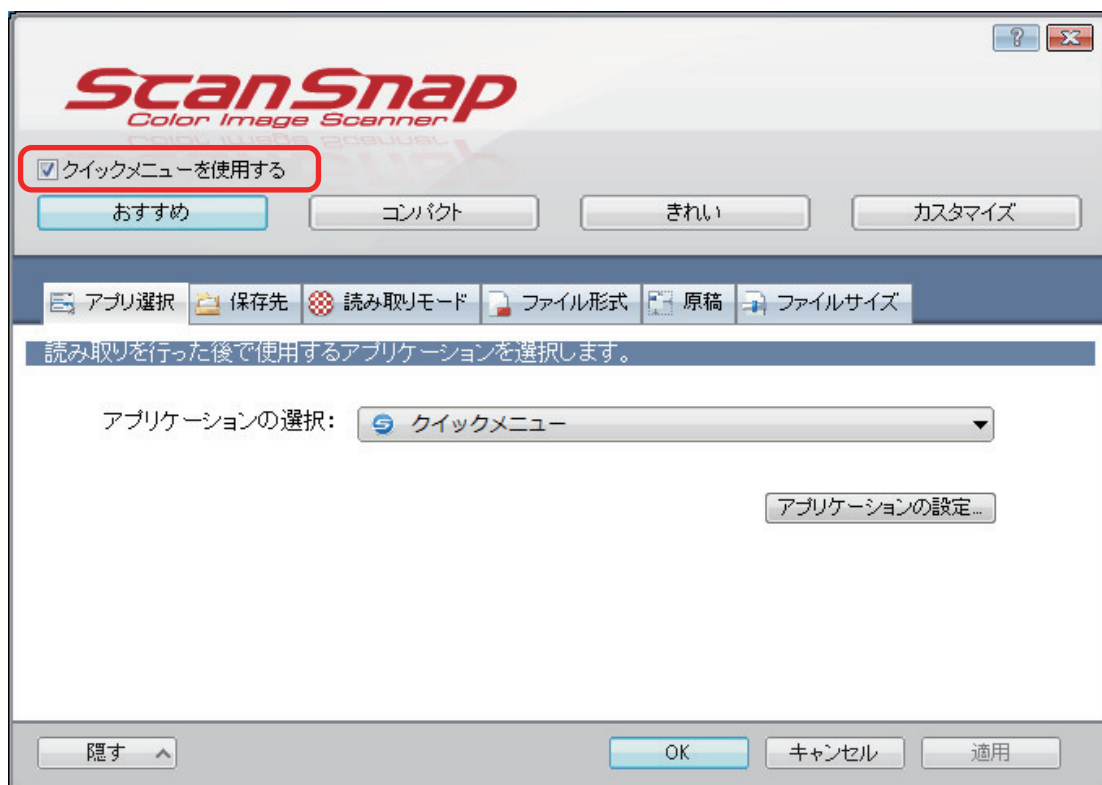 ScanSnap
Color Image Scanner
クイックメニューを使用する
おすすめ コンパクト きれい カスタマイズ
アプリ選択 保存先 読み取りモード ファイル形式 原稿 ファイルサイズ
読み取りを行った後で使用するアプリケーションを選択します。
アプリケーションの選択: クイックメニュー
アプリケーションの設定...
隠す OK キャンセル 適用